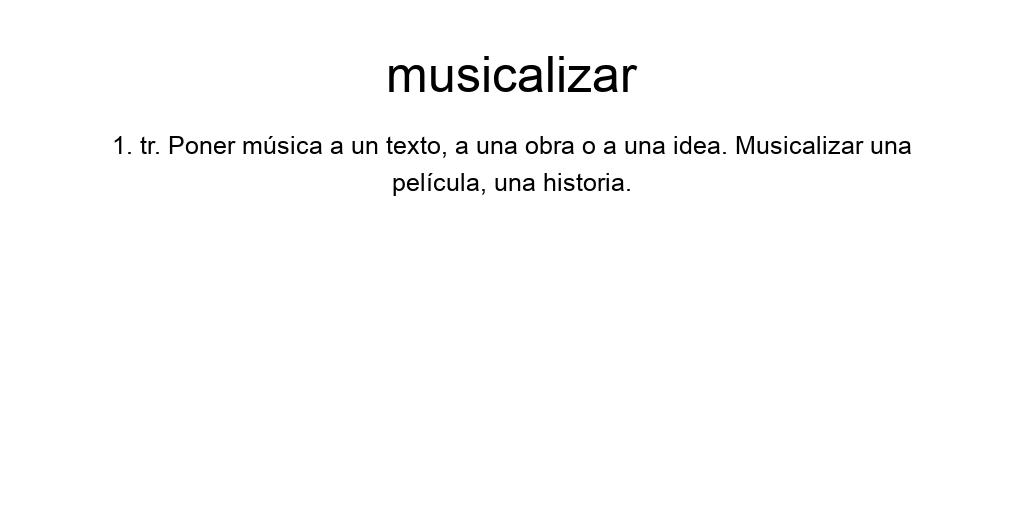 musicalizar
1. tr. Poner música a un texto, a una obra o a una idea. Musicalizar una
película, una historia.